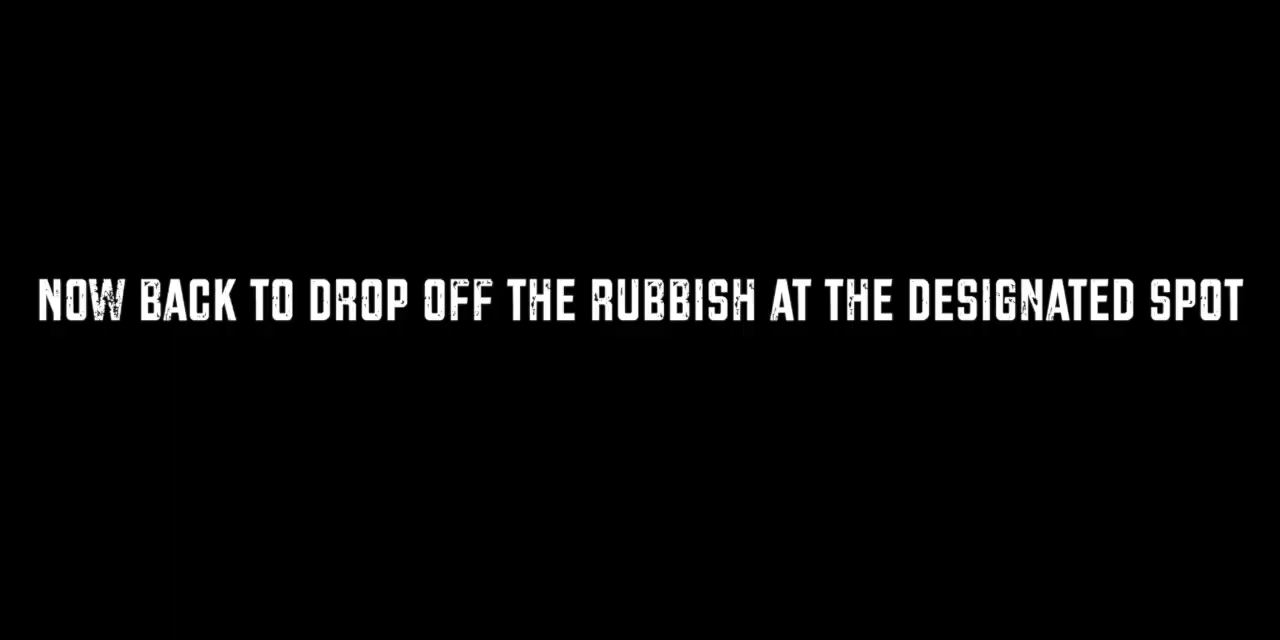 NOW BACK TO DROP OFF THE RUBBISH AT THE DESIGNATED SPOT